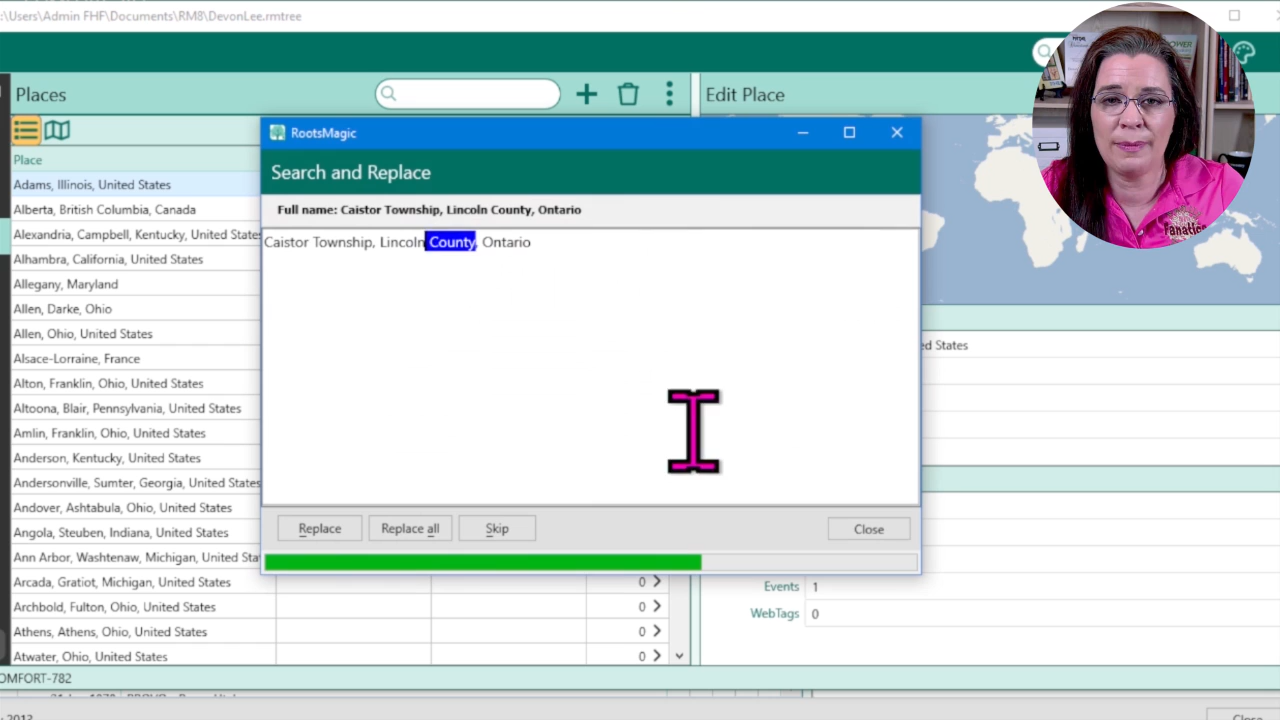 :\Users\Admin FHF\Documents\RM8\DevonLee.rmtree
Places
Edit Place
Place
Adams, Illinois, United States
Alberta, British Columbia, Canada
Alexandria, Campbell, Kentucky, United States
Alhambra, California, United States
Allegany, Maryland
Allen, Darke, Ohio
Allen, Ohio, United States
Alsace-Lorraine, France
Alton, Franklin, Ohio, United States
Altoona, Blair, Pennsylvania, United States
Amlin, Franklin, Ohio, United States
Anderson, Kentucky, United States
Andersonville, Sumter, Georgia, United States
Andover, Ashtabula, Ohio, United States
Angola, Steuben, Indiana, United States
Ann Arbor, Washtenaw, Michigan, United Sta
Arcada, Gratiot, Michigan, United States 0
Archbold, Fulton, Ohio, United States 0
Athens, Athens, Ohio, United States 0
Atwater, Ohio, United States 0
RootsMagic
Search and Replace
Full name: Caistor Township, Lincoln County, Ontario
Caistor Township, Lincoln County, Ontario
Replace
Replace all
Skip
Close
ed States
Events 1
WebTags 0
OMFORT-782
2013
Close
Fanatics